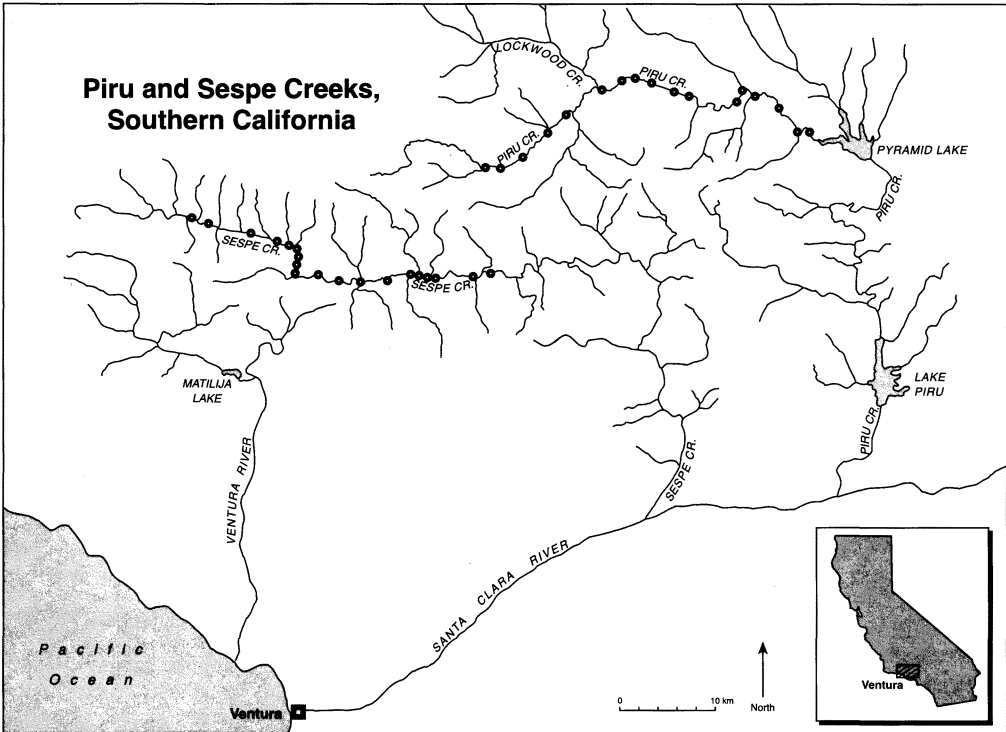 Piru and Sespe Creeks,
Southern California
LOCKWOOD CR.
PIRU CR.
PIRU CR.
PYRAMID LAKE
PIRU CR.
SESPE CR.
SESPE CR.
MATILIJA
LAKE
LAKE
PIRU
PIRU CR.
SESPE CR.
VENTURA RIVER
SANTA CLARA RIVER
Pacific
Ocean
Ventura
0 10 km
North
Ventura